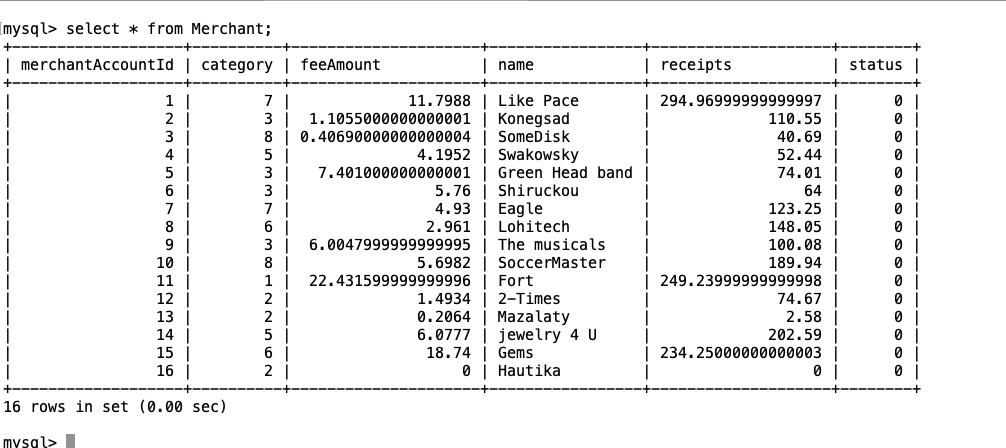 mysql> select * from Merchant;
+-------------------+----------+---------------------+-----------------+--------------------+--------+
| merchantAccountId | category | feeAmount           | name            | receipts           | status |
+-------------------+----------+---------------------+-----------------+--------------------+--------+
|                 1 |        7 |             11.7988 | Like Pace       | 294.96999999999997 |      0 |
|                 2 |        3 |  1.1055000000000001 | Konegsad        |             110.55 |      0 |
|                 3 |        8 | 0.40690000000000004 | SomeDisk        |              40.69 |      0 |
|                 4 |        5 |              4.1952 | Swakowsky       |              52.44 |      0 |
|                 5 |        3 |   7.401000000000001 | Green Head band |              74.01 |      0 |
|                 6 |        3 |                5.76 | Shiruckou       |                 64 |      0 |
|                 7 |        7 |                4.93 | Eagle           |             123.25 |      0 |
|                 8 |        6 |               2.961 | Lohitech        |             148.05 |      0 |
|                 9 |        3 |  6.0047999999999995 | The musicals    |             100.08 |      0 |
|                10 |        8 |              5.6982 | SoccerMaster    |             189.94 |      0 |
|                11 |        1 |  22.431599999999996 | Fort            | 249.23999999999998 |      0 |
|                12 |        2 |              1.4934 | 2-Times         |              74.67 |      0 |
|                13 |        2 |              0.2064 | Mazalaty        |               2.58 |      0 |
|                14 |        5 |              6.0777 | jewelry 4 U     |             202.59 |      0 |
|                15 |        6 |               18.74 | Gems            | 234.25000000000003 |      0 |
|                16 |        2 |                   0 | Hautika         |                  0 |      0 |
+-------------------+----------+---------------------+-----------------+--------------------+--------+
16 rows in set (0.00 sec)
mysql>